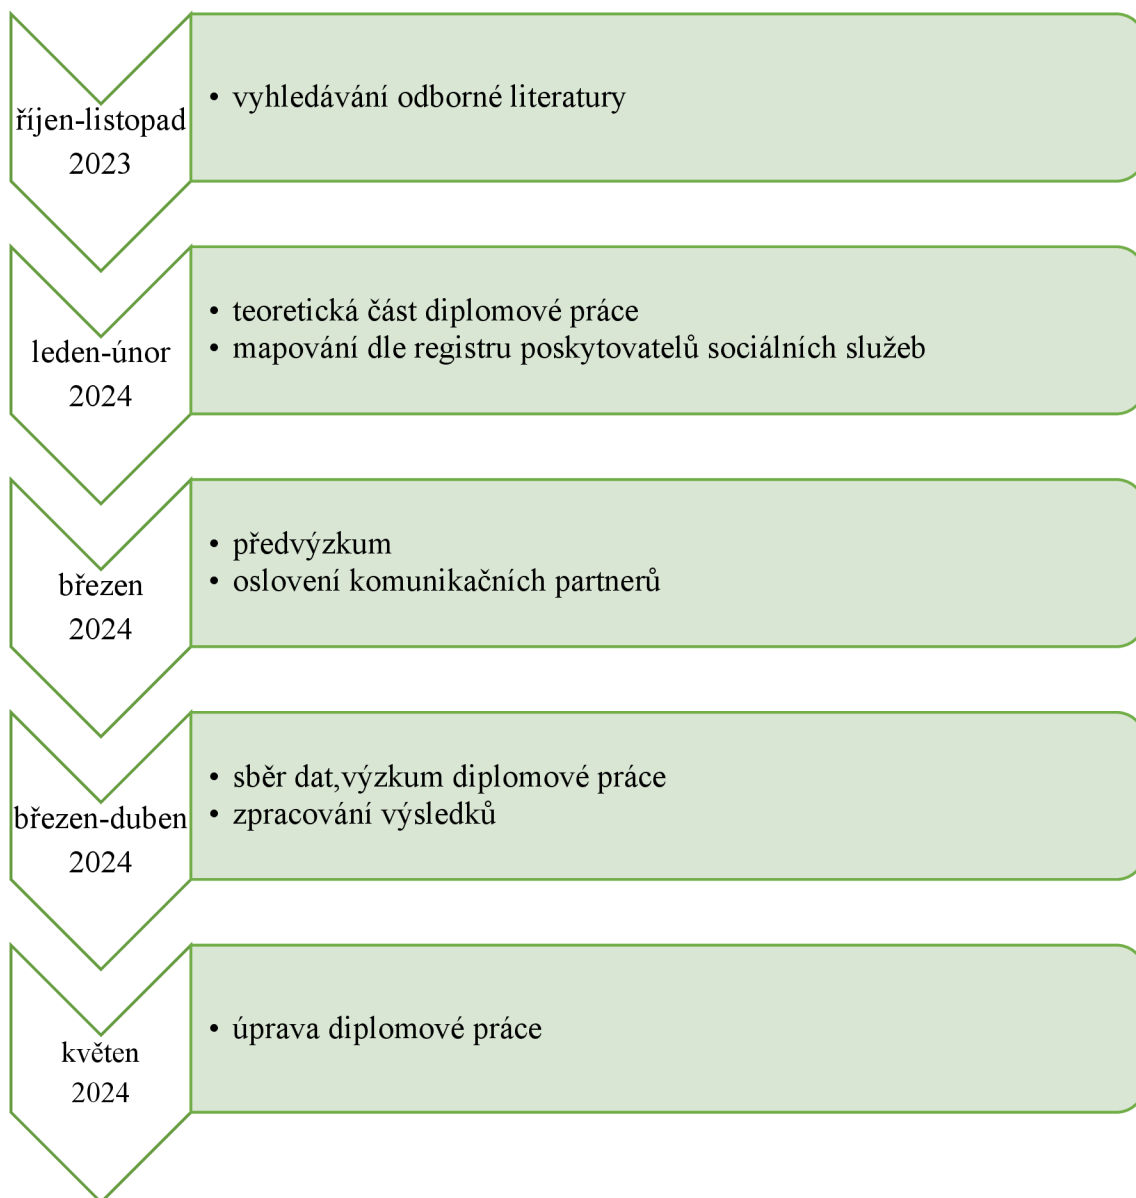 říjen-listopad
2023
• vyhledávání odborné literatury
leden-únor
2024
• teoretická část diplomové práce
• mapování dle registru poskytovatelů sociálních služeb
březen
2024
• předvýzkum
• oslovení komunikačních partnerů
březen-duben
2024
• sběr dat,výzkum diplomové práce
• zpracování výsledků
květen
2024
• úprava diplomové práce